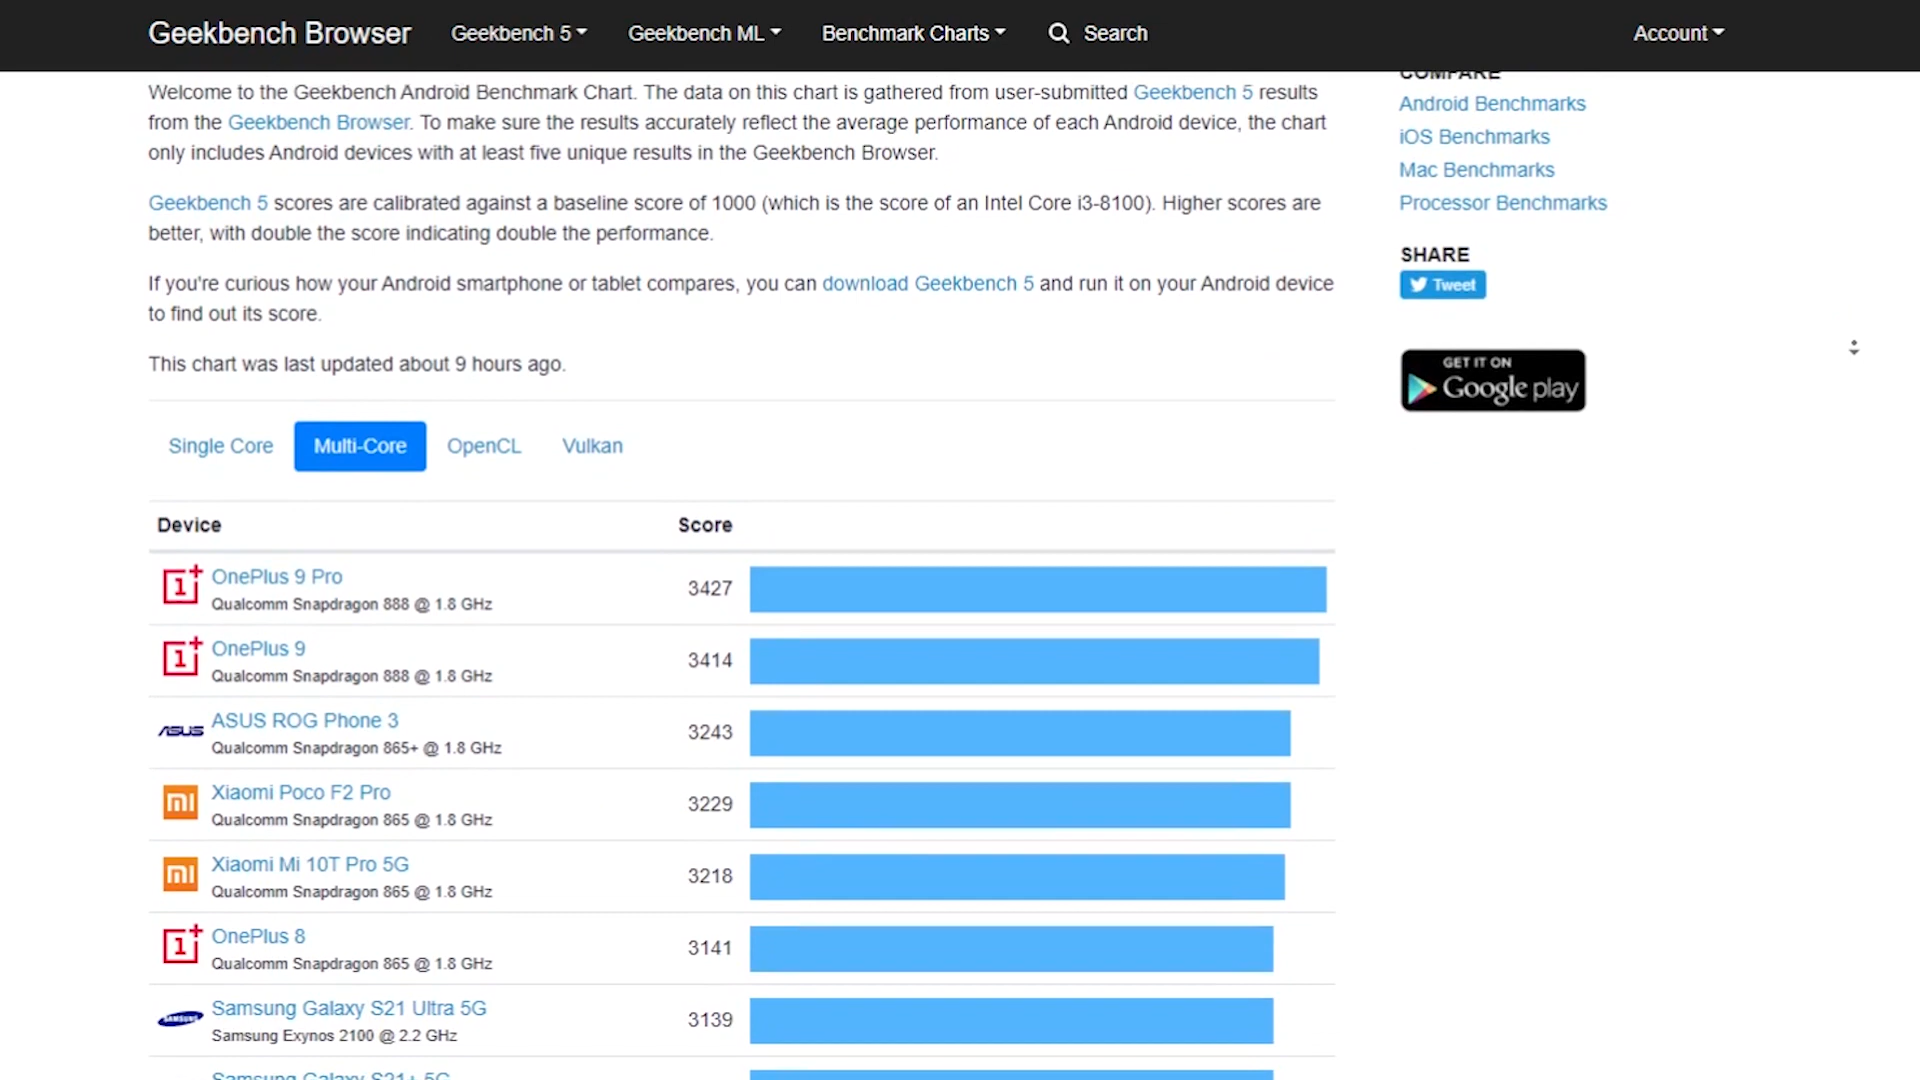 Geekbench Browser Geekbench 5 Geekbench ML Benchmark Charts Search Account
Welcome to the Geekbench Android Benchmark Chart. The data on this chart is gathered from user-submitted Geekbench 5 results
from the Geekbench Browser. To make sure the results accurately reflect the average performance of each Android device, the chart
only includes Android devices with at least five unique results in the Geekbench Browser.
Geekbench 5 scores are calibrated against a baseline score of 1000 (which is the score of an Intel Core i3-8100). Higher scores are
better, with double the score indicating double the performance.
If you're curious how your Android smartphone or tablet compares, you can download Geekbench 5 and run it on your Android device
to find out its score.
This chart was last updated about 9 hours ago.
Single Core Multi-Core OpenCL Vulkan
Device Score
OnePlus 9 Pro
Qualcomm Snapdragon 888 @ 1.8 GHz
3427
OnePlus 9
Qualcomm Snapdragon 888 @ 1.8 GHz
3414
ASUS
ASUS ROG Phone 3
Qualcomm Snapdragon 865+ @ 1.8 GHz
3243
mi
Xiaomi Poco F2 Pro
Qualcomm Snapdragon 865 @ 1.8 GHz
3229
mi
Xiaomi Mi 10T Pro 5G
Qualcomm Snapdragon 865 @ 1.8 GHz
3218
OnePlus 8
Qualcomm Snapdragon 865 @ 1.8 GHz
3141
SAMSUNG
Samsung Galaxy S21 Ultra 5G
Samsung Exynos 2100 @ 2.2 GHz
3139
Samsung Galaxy S21+ 5G
COMPARE
Android Benchmarks
iOS Benchmarks
Mac Benchmarks
Processor Benchmarks
SHARE
Tweet
GET IT ON
Google play